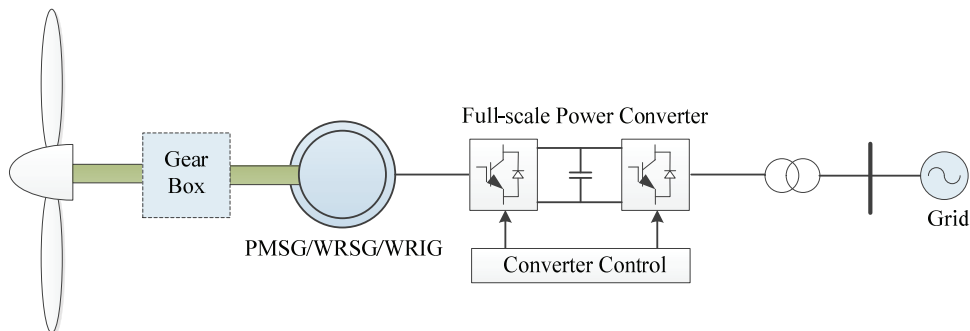 Full-scale Power Converter
Gear
Box
PMSG/WRSG/WRIG
Converter Control
Grid